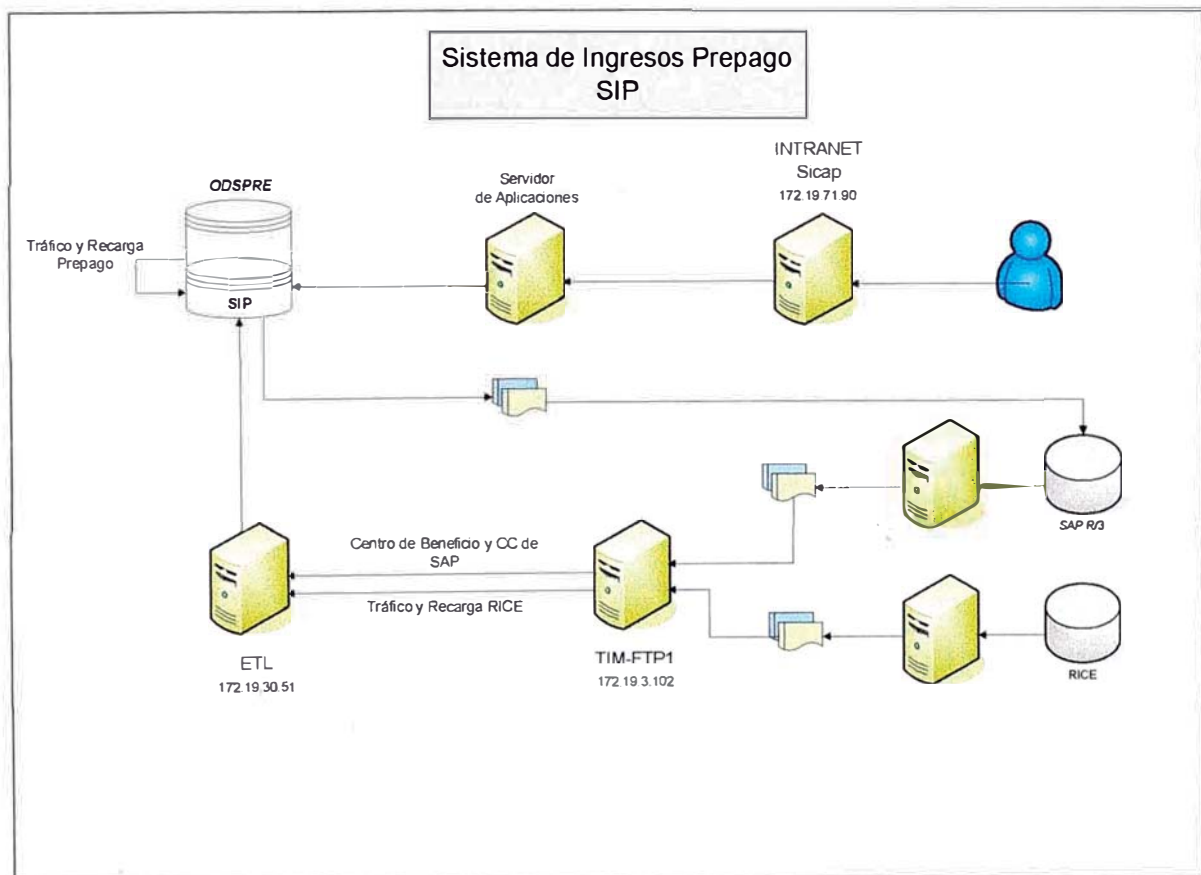 Sistema de Ingresos Prepago
SIP
INTRANET
Sicap
172.19.71.90
Servidor
de Aplicaciones
ODSPRE
Tráfico y Recarga
Prepago
SIP
SAP R/3
Centro de Beneficio y CC de
SAP
Tráfico y Recarga RICE
ETL
172.19.30.51
TIM-FTP1
172.19.3.102
RICE